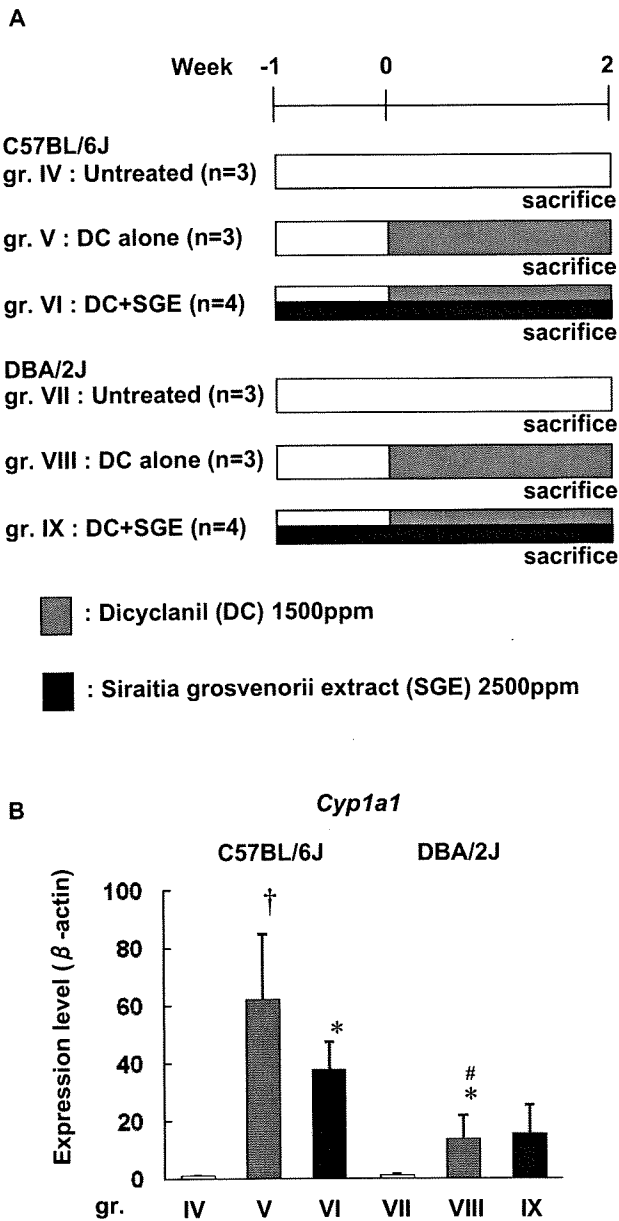 A
Week -1 0 2
C57BL/6J
gr. IV : Untreated (n=3)
sacrifice
gr. V : DC alone (n=3)
sacrifice
gr. VI : DC+SGE (n=4)
sacrifice
DBA/2J
gr. VII : Untreated (n=3)
sacrifice
gr. VIII : DC alone (n=3)
sacrifice
gr. IX : DC+SGE (n=4)
sacrifice
: Dicyclanil (DC) 1500ppm
: Siraitia grosvenorii extract (SGE) 2500ppm
B
Cyp1a1
C57BL/6J DBA/2J
Expression level (β-actin)
100
80
60
40
20
0
†
*
#
*
gr. IV V VI VII VIII IX